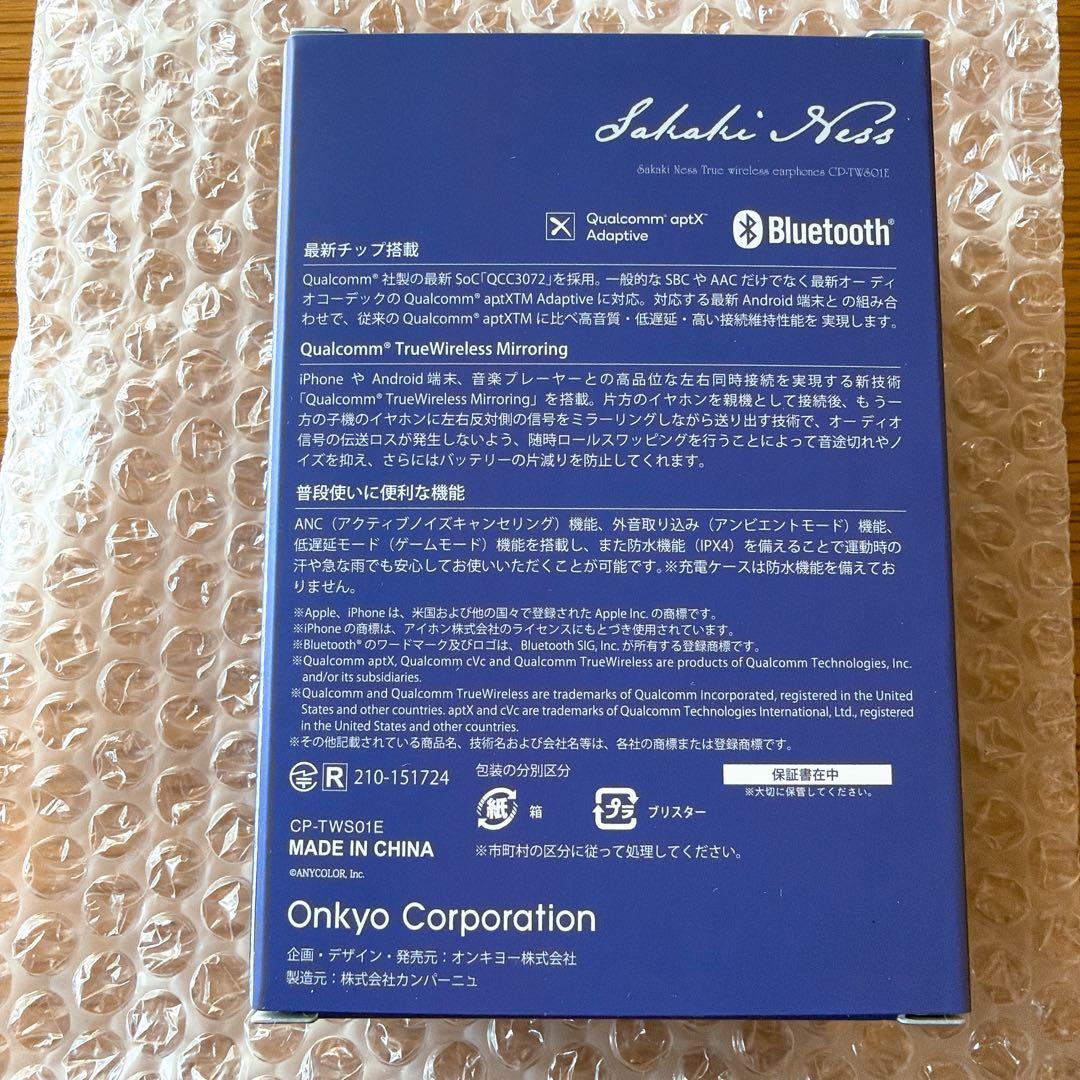 Sakaki Ness
Sakaki Ness True wireless earphones CP-TWS01E
Qualcomm® aptX™
Adaptive
Bluetooth®
最新チップ搭載
Qualcomm® 社製の最新 SoC「QCC3072」を採用。一般的な SBC や AAC だけでなく最新オー ディ
オコーデックの Qualcomm® aptXTM Adaptive に対応。対応する最新 Android 端末と の組み合
わせで、従来の Qualcomm® aptXTM に比べ高音質・低遅延・高い接続維持性能を 実現します。
Qualcomm® TrueWireless Mirroring
iPhone や Android 端末、音楽プレーヤーとの高品位な左右同時接続を実現する新技術
「Qualcomm® TrueWireless Mirroring」を搭載。片方のイヤホンを親機として接続後、も う一
方の子機のイヤホンに左右反対側の信号をミラーリングしながら送り出す技術で、オー ディオ
信号の伝送ロスが発生しないよう、随時ロールスワッピングを行うことによって音途切れやノ
イズを抑え、さらにはバッテリーの片減りを防止してくれます。
普段使いに便利な機能
ANC（アクティブノイズキャンセリング）機能、外音取り込み（アンビエントモード）機能、
低遅延モード（ゲームモード）機能を搭載し、また防水機能（IPX4）を備えることで運動時の
汗や急な雨でも安心してお使いいただくことが可能です。※充電ケースは防水機能を備えてお
りません。
※Apple、iPhone は、米国および他の国々で登録された Apple Inc. の商標です。
※iPhone の商標は、アイホン株式会社のライセンスにもとづき使用されています。
※Bluetooth® のワードマーク及びロゴは、Bluetooth SIG, Inc. が所有する登録商標です。
※Qualcomm aptX, Qualcomm cVc and Qualcomm TrueWireless are products of Qualcomm Technologies, Inc.
and/or its subsidiaries.
※Qualcomm and Qualcomm TrueWireless are trademarks of Qualcomm Incorporated, registered in the United
States and other countries. aptX and cVc are trademarks of Qualcomm Technologies International, Ltd., registered
in the United States and other countries.
※その他記載されている商品名、技術名および会社名等は、各社の商標または登録商標です。
R 210-151724
包装の分別区分
紙 箱
プラ ブリスター
※市町村の区分に従って処理してください。
保証書在中
※大切に保管してください。
CP-TWS01E
MADE IN CHINA
©ANYCOLOR, Inc.
Onkyo Corporation
企画・デザイン・発売元：オンキヨー株式会社
製造元：株式会社カンパーニュ